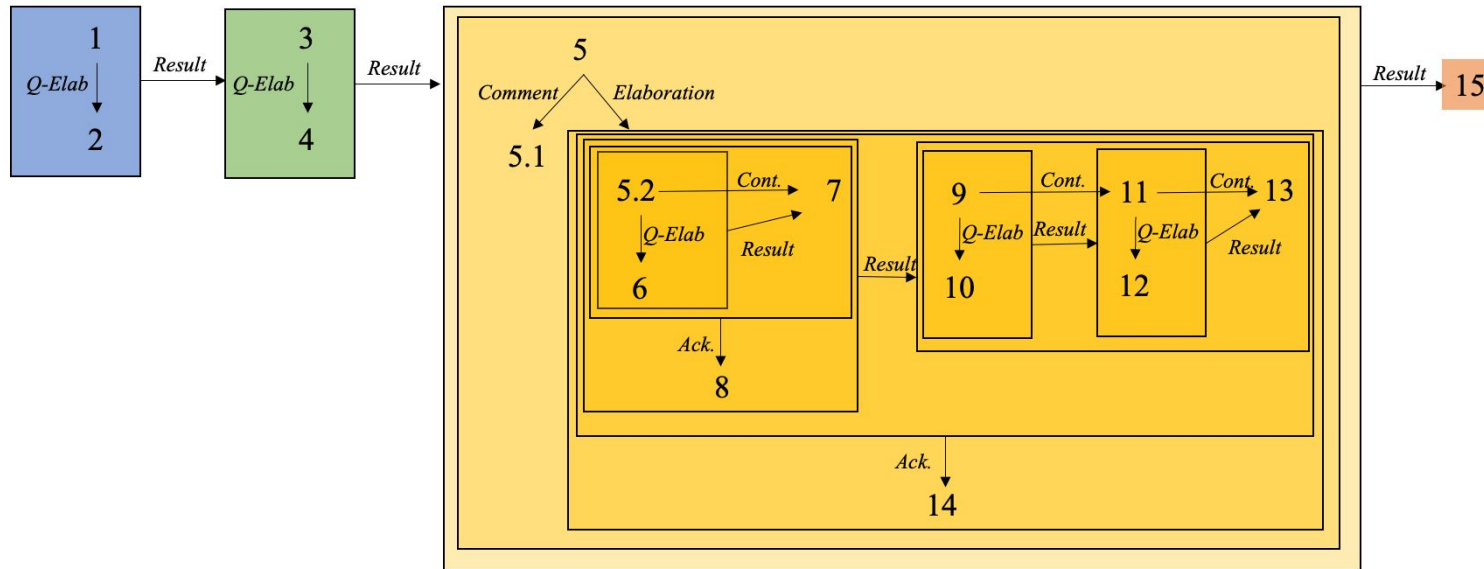 1
Q-Elab
2
Result
3
Q-Elab
4
Result
5
Comment
Elaboration
5.1
5.2
Cont.
7
Q-Elab
Result
6
Ack.
8
Result
9
Cont.
11
Cont.
13
Q-Elab
Result
Q-Elab
Result
10
12
Ack.
14
Result
15